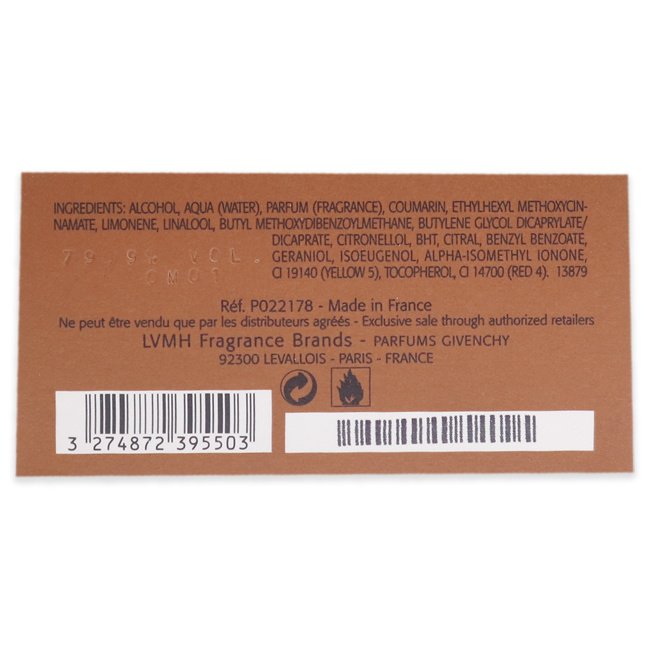 INGREDIENTS: ALCOHOL, AQUA (WATER), PARFUM (FRAGRANCE), COUMARIN, ETHYLHEXYL METHOXYCIN-
NAMATE, LIMONENE, LINALOOL, BUTYL METHOXYDIBENZOYLMETHANE, BUTYLENE GLYCOL DICAPRYLATE/
DICAPRATE, CITRONELLOL, BHT, CITRAL, BENZYL BENZOATE,
GERANIOL, ISOEUGENOL, ALPHA-ISOMETHYL IONONE,
CI 19140 (YELLOW 5), TOCOPHEROL, CI 14700 (RED 4). 13879
VOL.
Réf. P022178 - Made in France
Ne peut être vendu que par les distributeurs agréés - Exclusive sale through authorized retailers
LVMH Fragrance Brands - PARFUMS GIVENCHY
92300 LEVALLOIS - PARIS - FRANCE
3 274872 395503